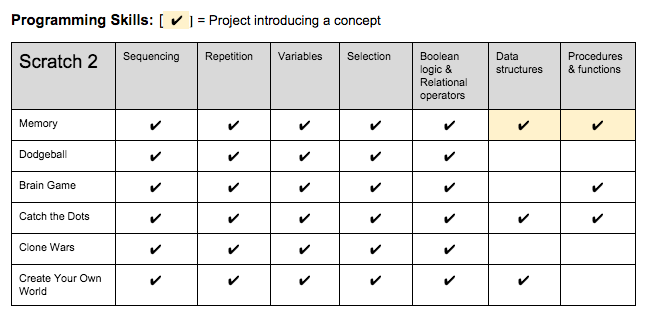 Programming Skills: [ ✔ ] = Project introducing a concept
Scratch 2 Sequencing Repetition Variables Selection Boolean logic & Relational operators Data structures Procedures & functions
Memory ✔ ✔ ✔ ✔ ✔ ✔ ✔
Dodgeball ✔ ✔ ✔ ✔ ✔
Brain Game ✔ ✔ ✔ ✔ ✔ ✔
Catch the Dots ✔ ✔ ✔ ✔ ✔ ✔ ✔
Clone Wars ✔ ✔ ✔ ✔ ✔
Create Your Own World ✔ ✔ ✔ ✔ ✔ ✔